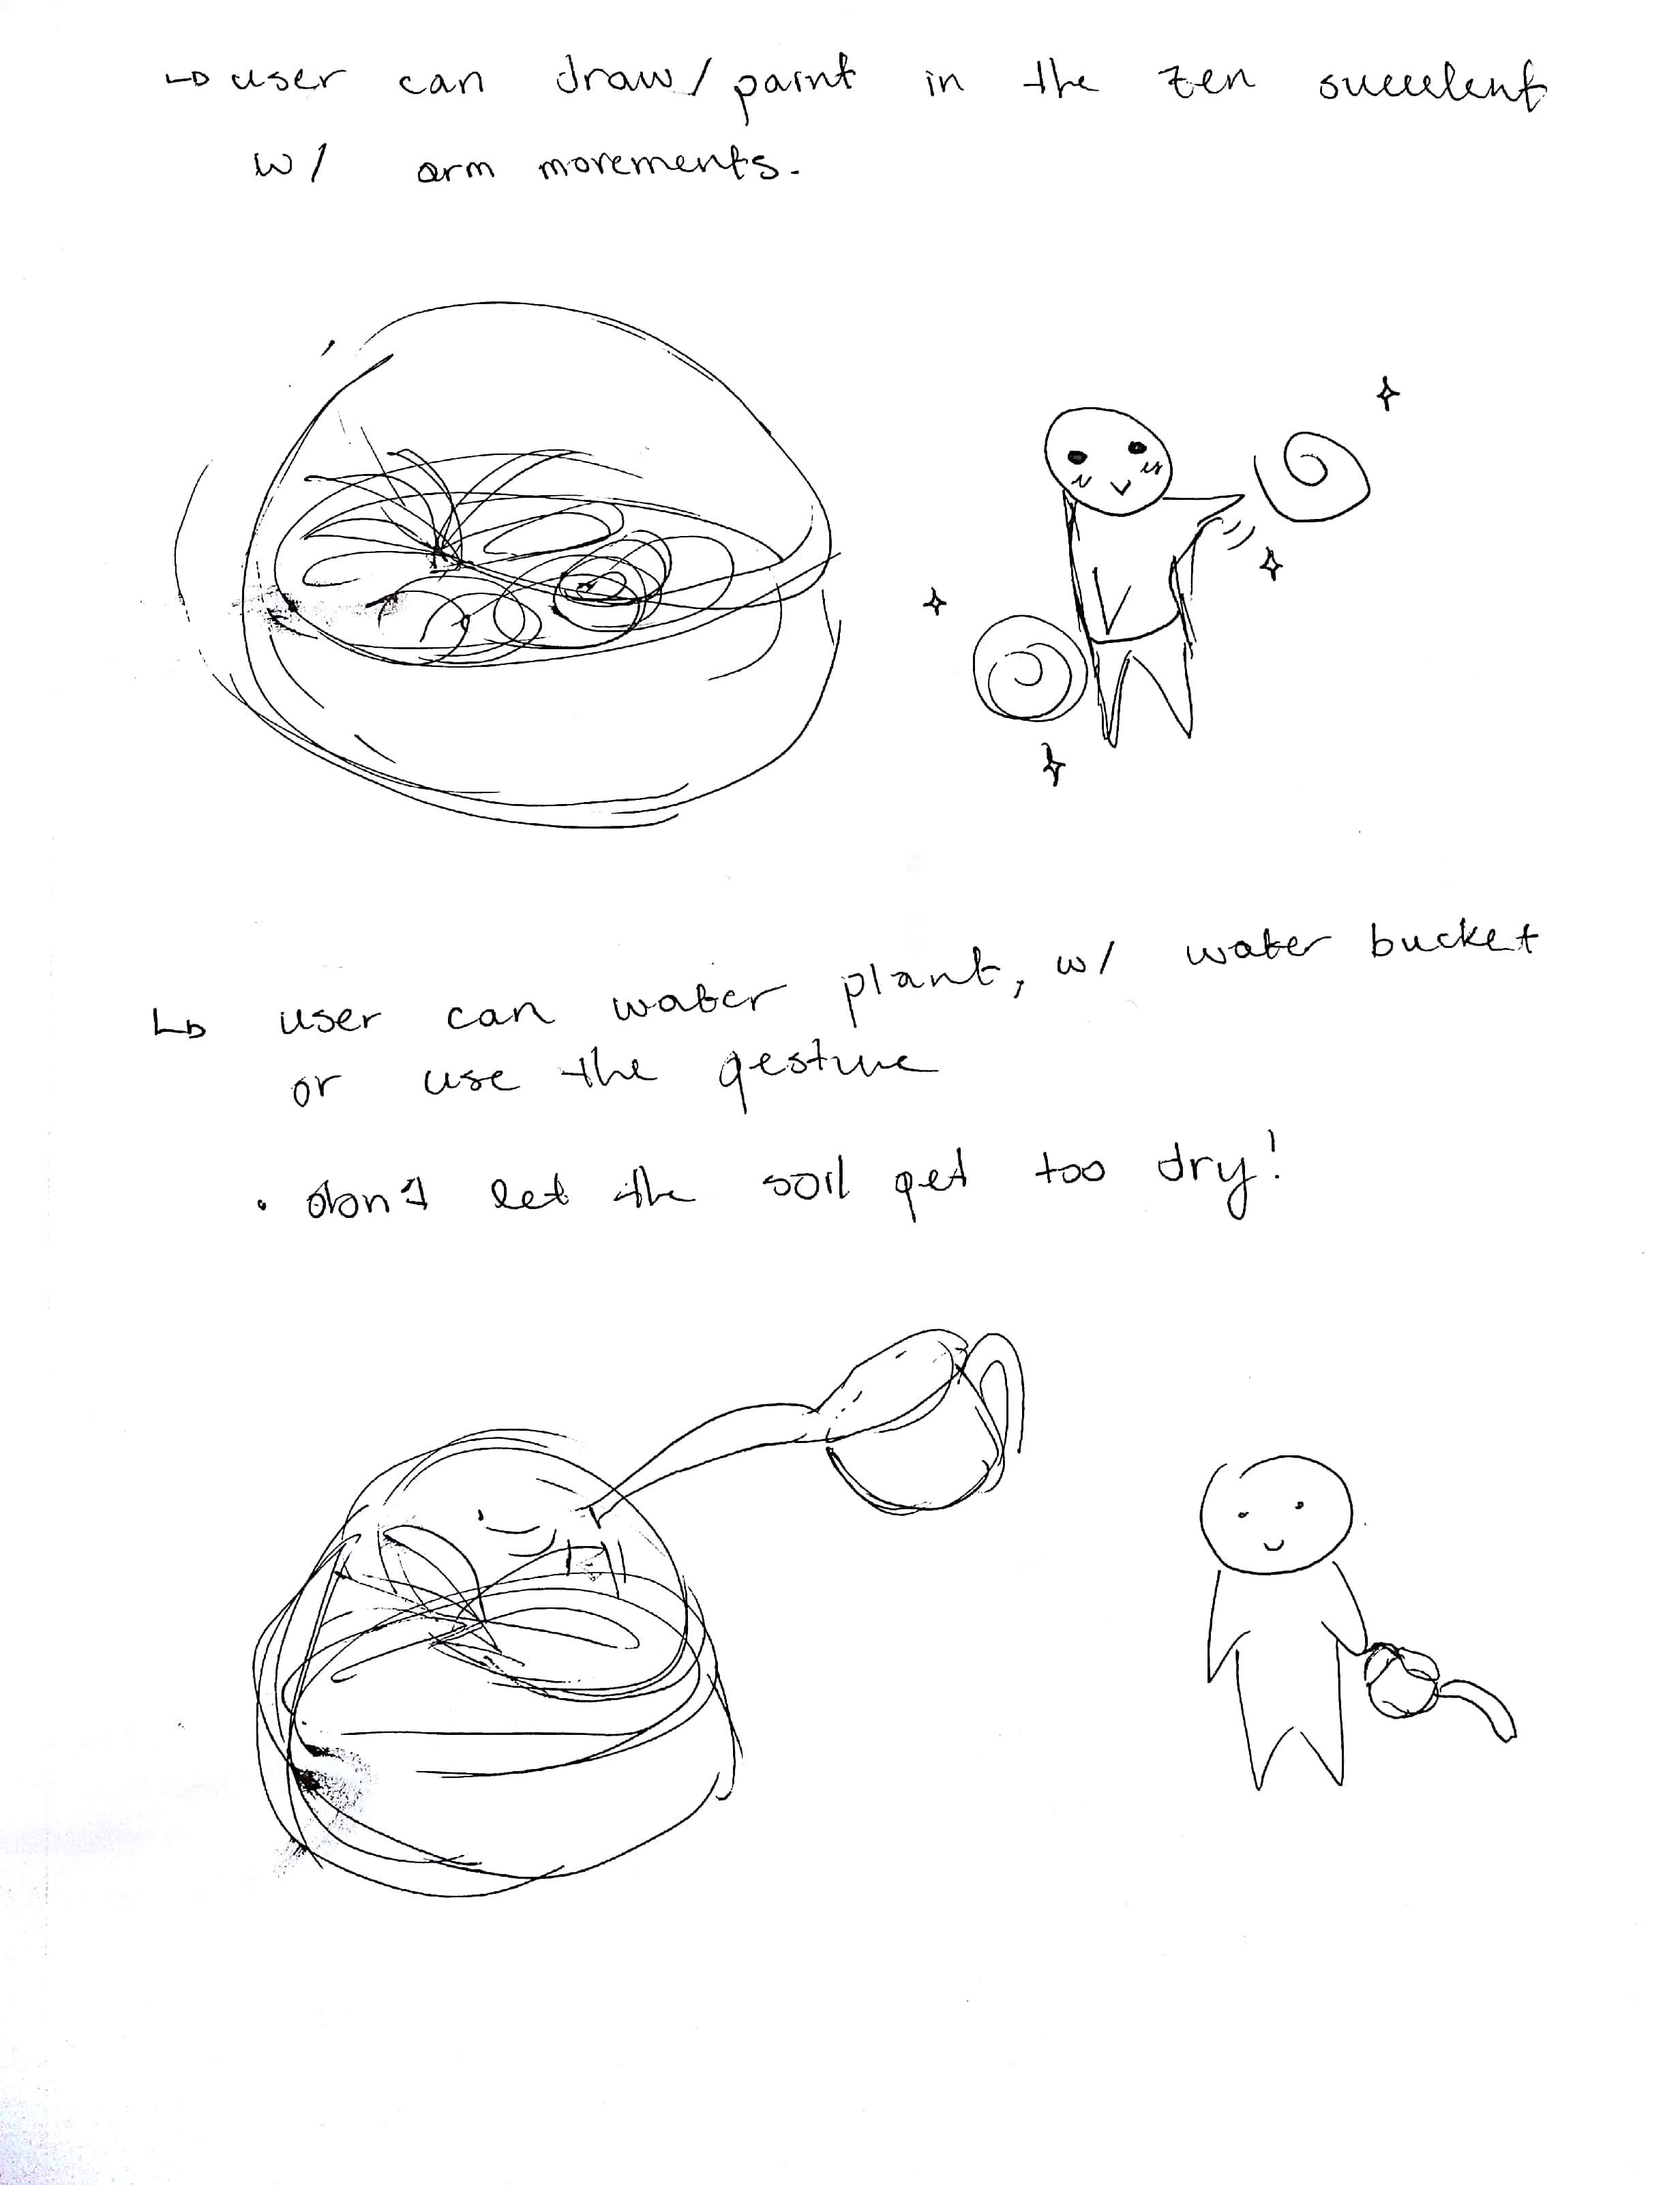 ↳ user can draw/paint in the zen succulent
w/ arm movements.
↳ user can water plant, w/ water bucket
or use the gesture
• don't let the soil get too dry!